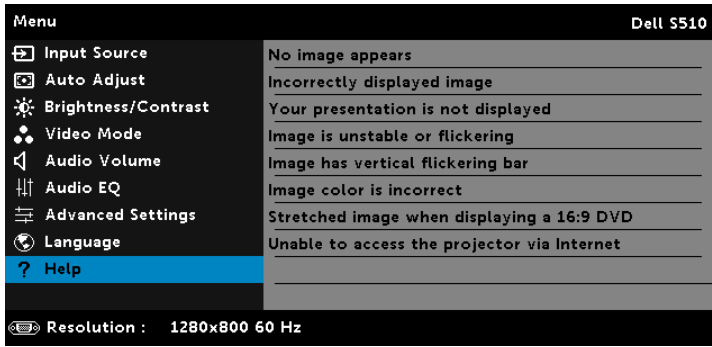 Menu Dell S510
Input Source
Auto Adjust
Brightness/Contrast
Video Mode
Audio Volume
Audio EQ
Advanced Settings
Language
? Help
No image appears
Incorrectly displayed image
Your presentation is not displayed
Image is unstable or flickering
Image has vertical flickering bar
Image color is incorrect
Stretched image when displaying a 16:9 DVD
Unable to access the projector via Internet
Resolution : 1280x800 60 Hz